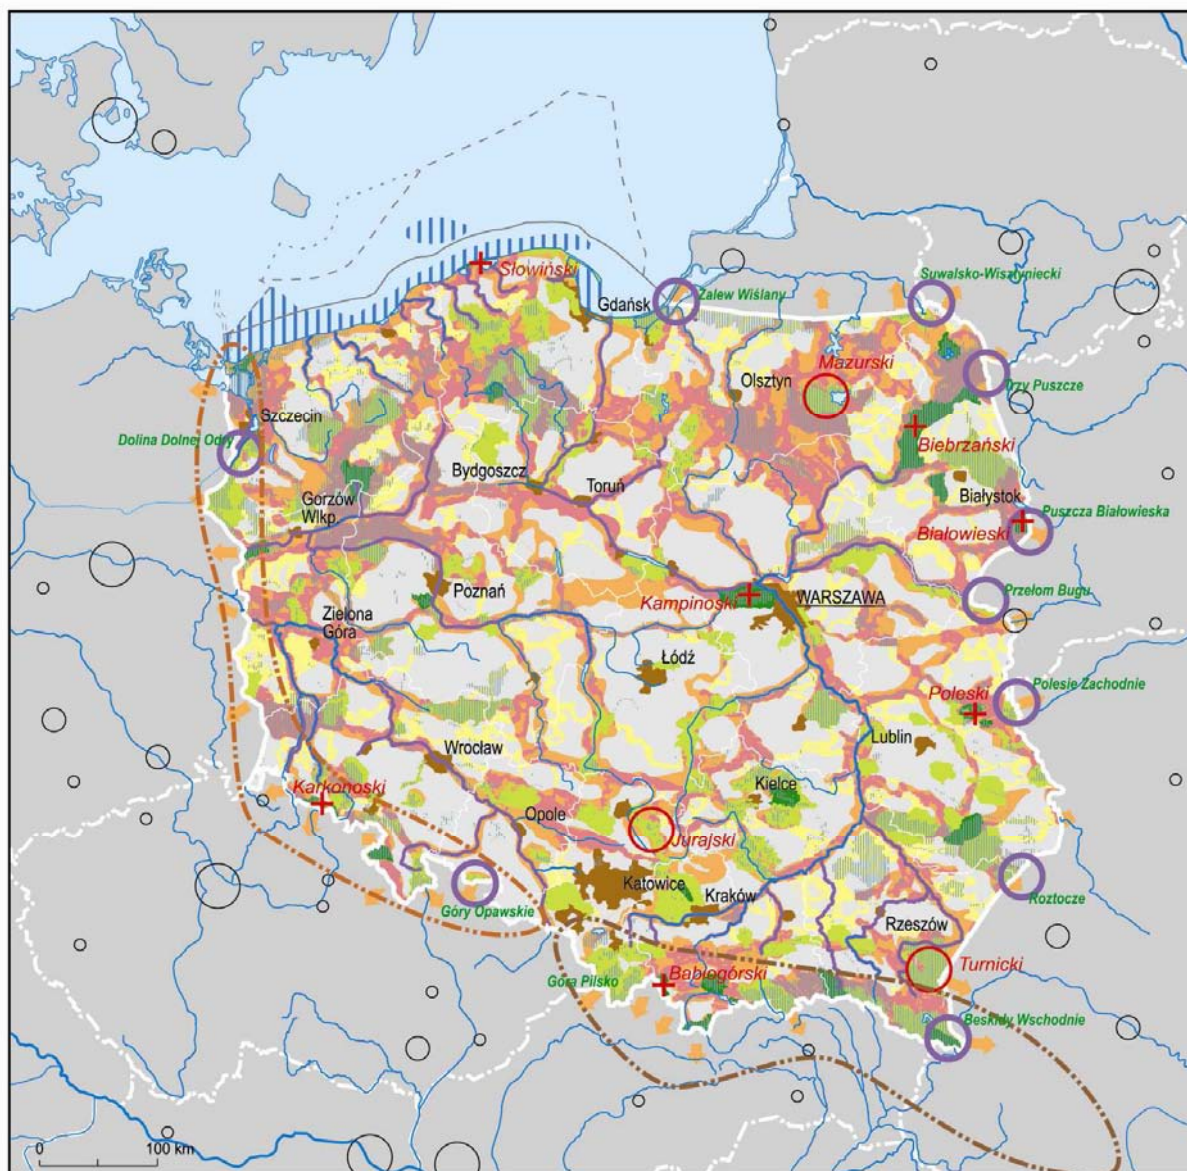 Słowiński
Suwalsko-Wisztyniecki
Gdańsk
Zalew Wiślany
Mazurski
Olsztyn
Trzy Puszcze
Szczecin
Dolina Dolnej Odry
Biebrzański
Bydgoszcz
Toruń
Gorzów
Wlkp.
Białystok
Puszcza Białowieska
Białowieski
Poznań
Kampinoski
WARSZAWA
Przełom Bugu
Zielona
Góra
Łódź
Poleski
Polesie Zachodnie
Lublin
Wrocław
Karkonoski
Kielce
Opole
Jurajski
Katowice
Kraków
Roztocze
Góry Opawskie
Rzeszów
Turnicki
Góra Pilsko
Babiogórski
Beskidy Wschodnie
0 100 km